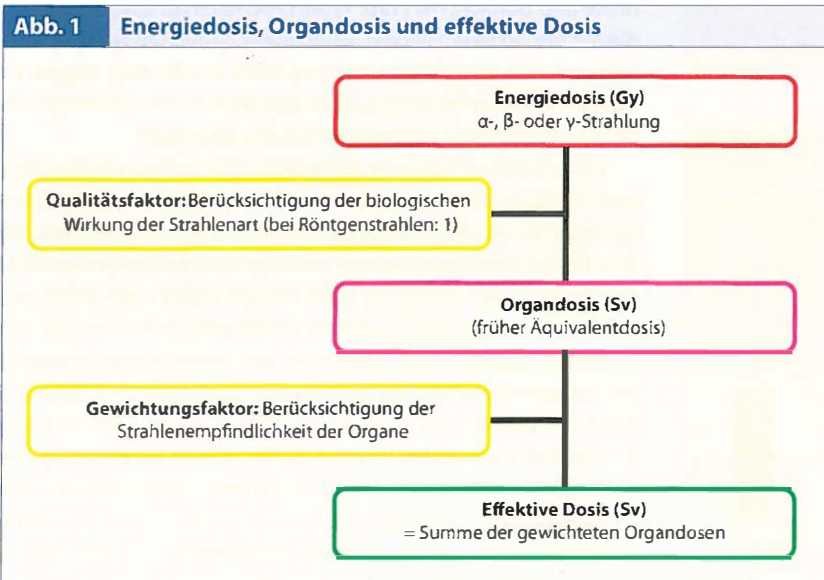 Abb. 1 Energiedosis, Organdosis und effektive Dosis
Energiedosis (Gy)
α-, β- oder γ-Strahlung
Qualitätsfaktor: Berücksichtigung der biologischen
Wirkung der Strahlenart (bei Röntgenstrahlen: 1)
Organdosis (Sv)
(früher Äquivalentdosis)
Gewichtungsfaktor: Berücksichtigung der
Strahlenempfindlichkeit der Organe
Effektive Dosis (Sv)
= Summe der gewichteten Organdosen